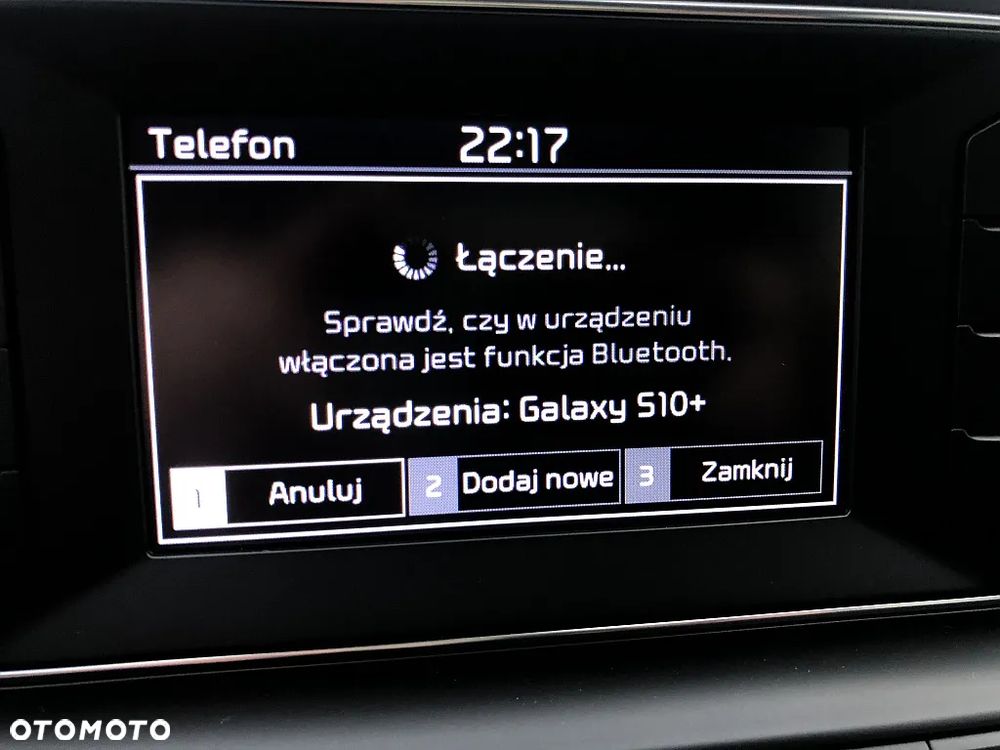 Telefon 22:17
Łączenie...
Sprawdź, czy w urządzeniu
włączona jest funkcja Bluetooth.
Urządzenia: Galaxy S10+
1 Anuluj 2 Dodaj nowe 3 Zamknij
OTOMOTO